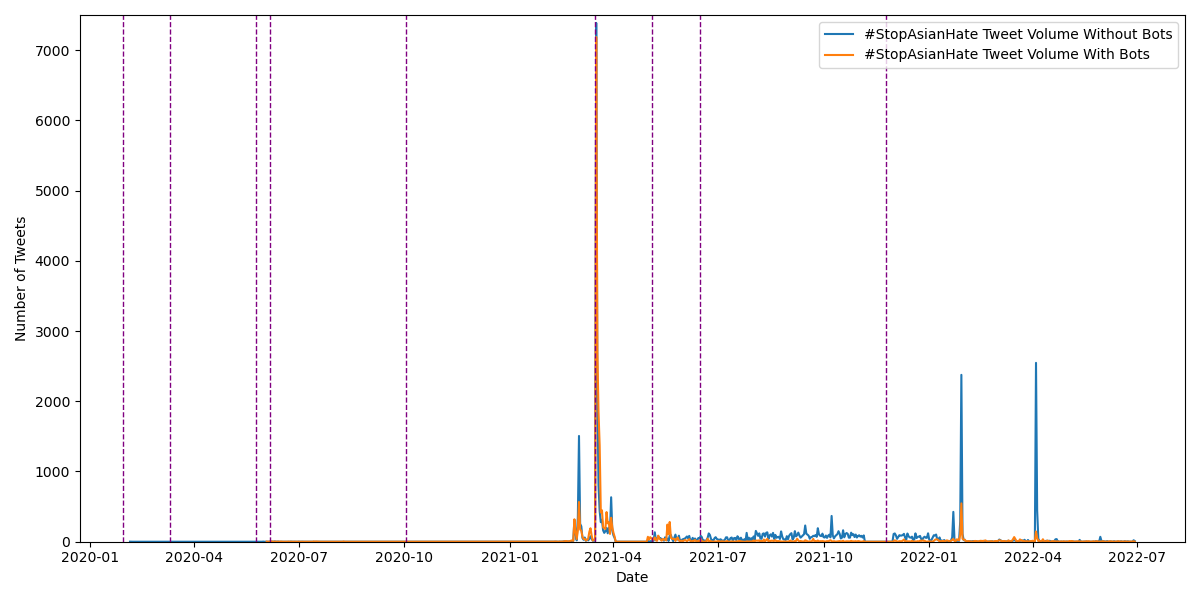 #StopAsianHate Tweet Volume Without Bots
#StopAsianHate Tweet Volume With Bots
Number of Tweets
7000
6000
5000
4000
3000
2000
1000
0
2020-01 2020-04 2020-07 2020-10 2021-01 2021-04 2021-07 2021-10 2022-01 2022-04 2022-07
Date